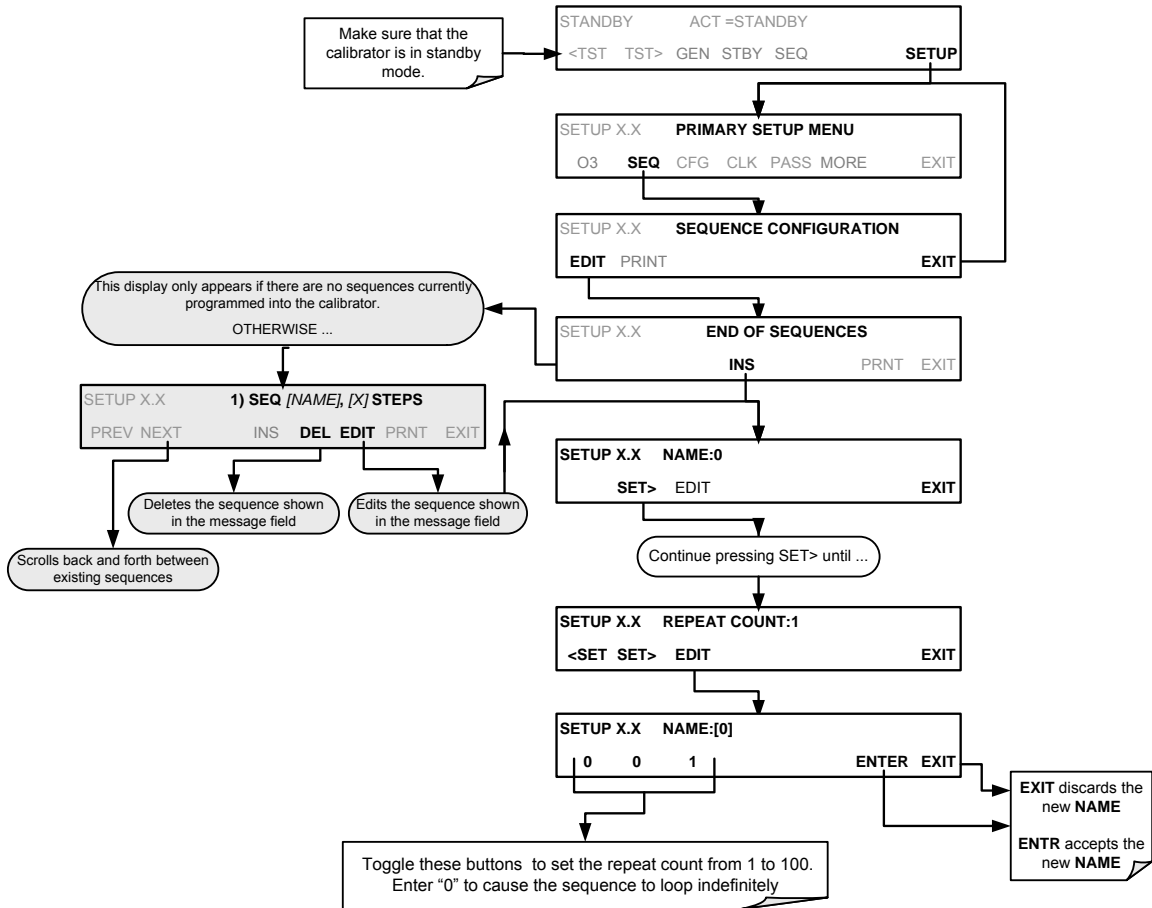 Make sure that the
calibrator is in standby
mode.
STANDBY ACT =STANDBY
<TST TST> GEN STBY SEQ SETUP
SETUP X.X PRIMARY SETUP MENU
O3 SEQ CFG CLK PASS MORE EXIT
SETUP X.X SEQUENCE CONFIGURATION
EDIT PRINT EXIT
This display only appears if there are no sequences currently
programmed into the calibrator.
OTHERWISE ...
SETUP X.X END OF SEQUENCES
INS PRNT EXIT
SETUP X.X 1) SEQ [NAME], [X] STEPS
PREV NEXT INS DEL EDIT PRNT EXIT
Deletes the sequence shown
in the message field
Edits the sequence shown
in the message field
Scrolls back and forth between
existing sequences
SETUP X.X NAME:0
SET> EDIT EXIT
Continue pressing SET> until ...
SETUP X.X REPEAT COUNT:1
<SET SET> EDIT EXIT
SETUP X.X NAME:[0]
0 0 1 ENTER EXIT
EXIT discards the
new NAME
ENTR accepts the
new NAME
Toggle these buttons to set the repeat count from 1 to 100.
Enter “0” to cause the sequence to loop indefinitely